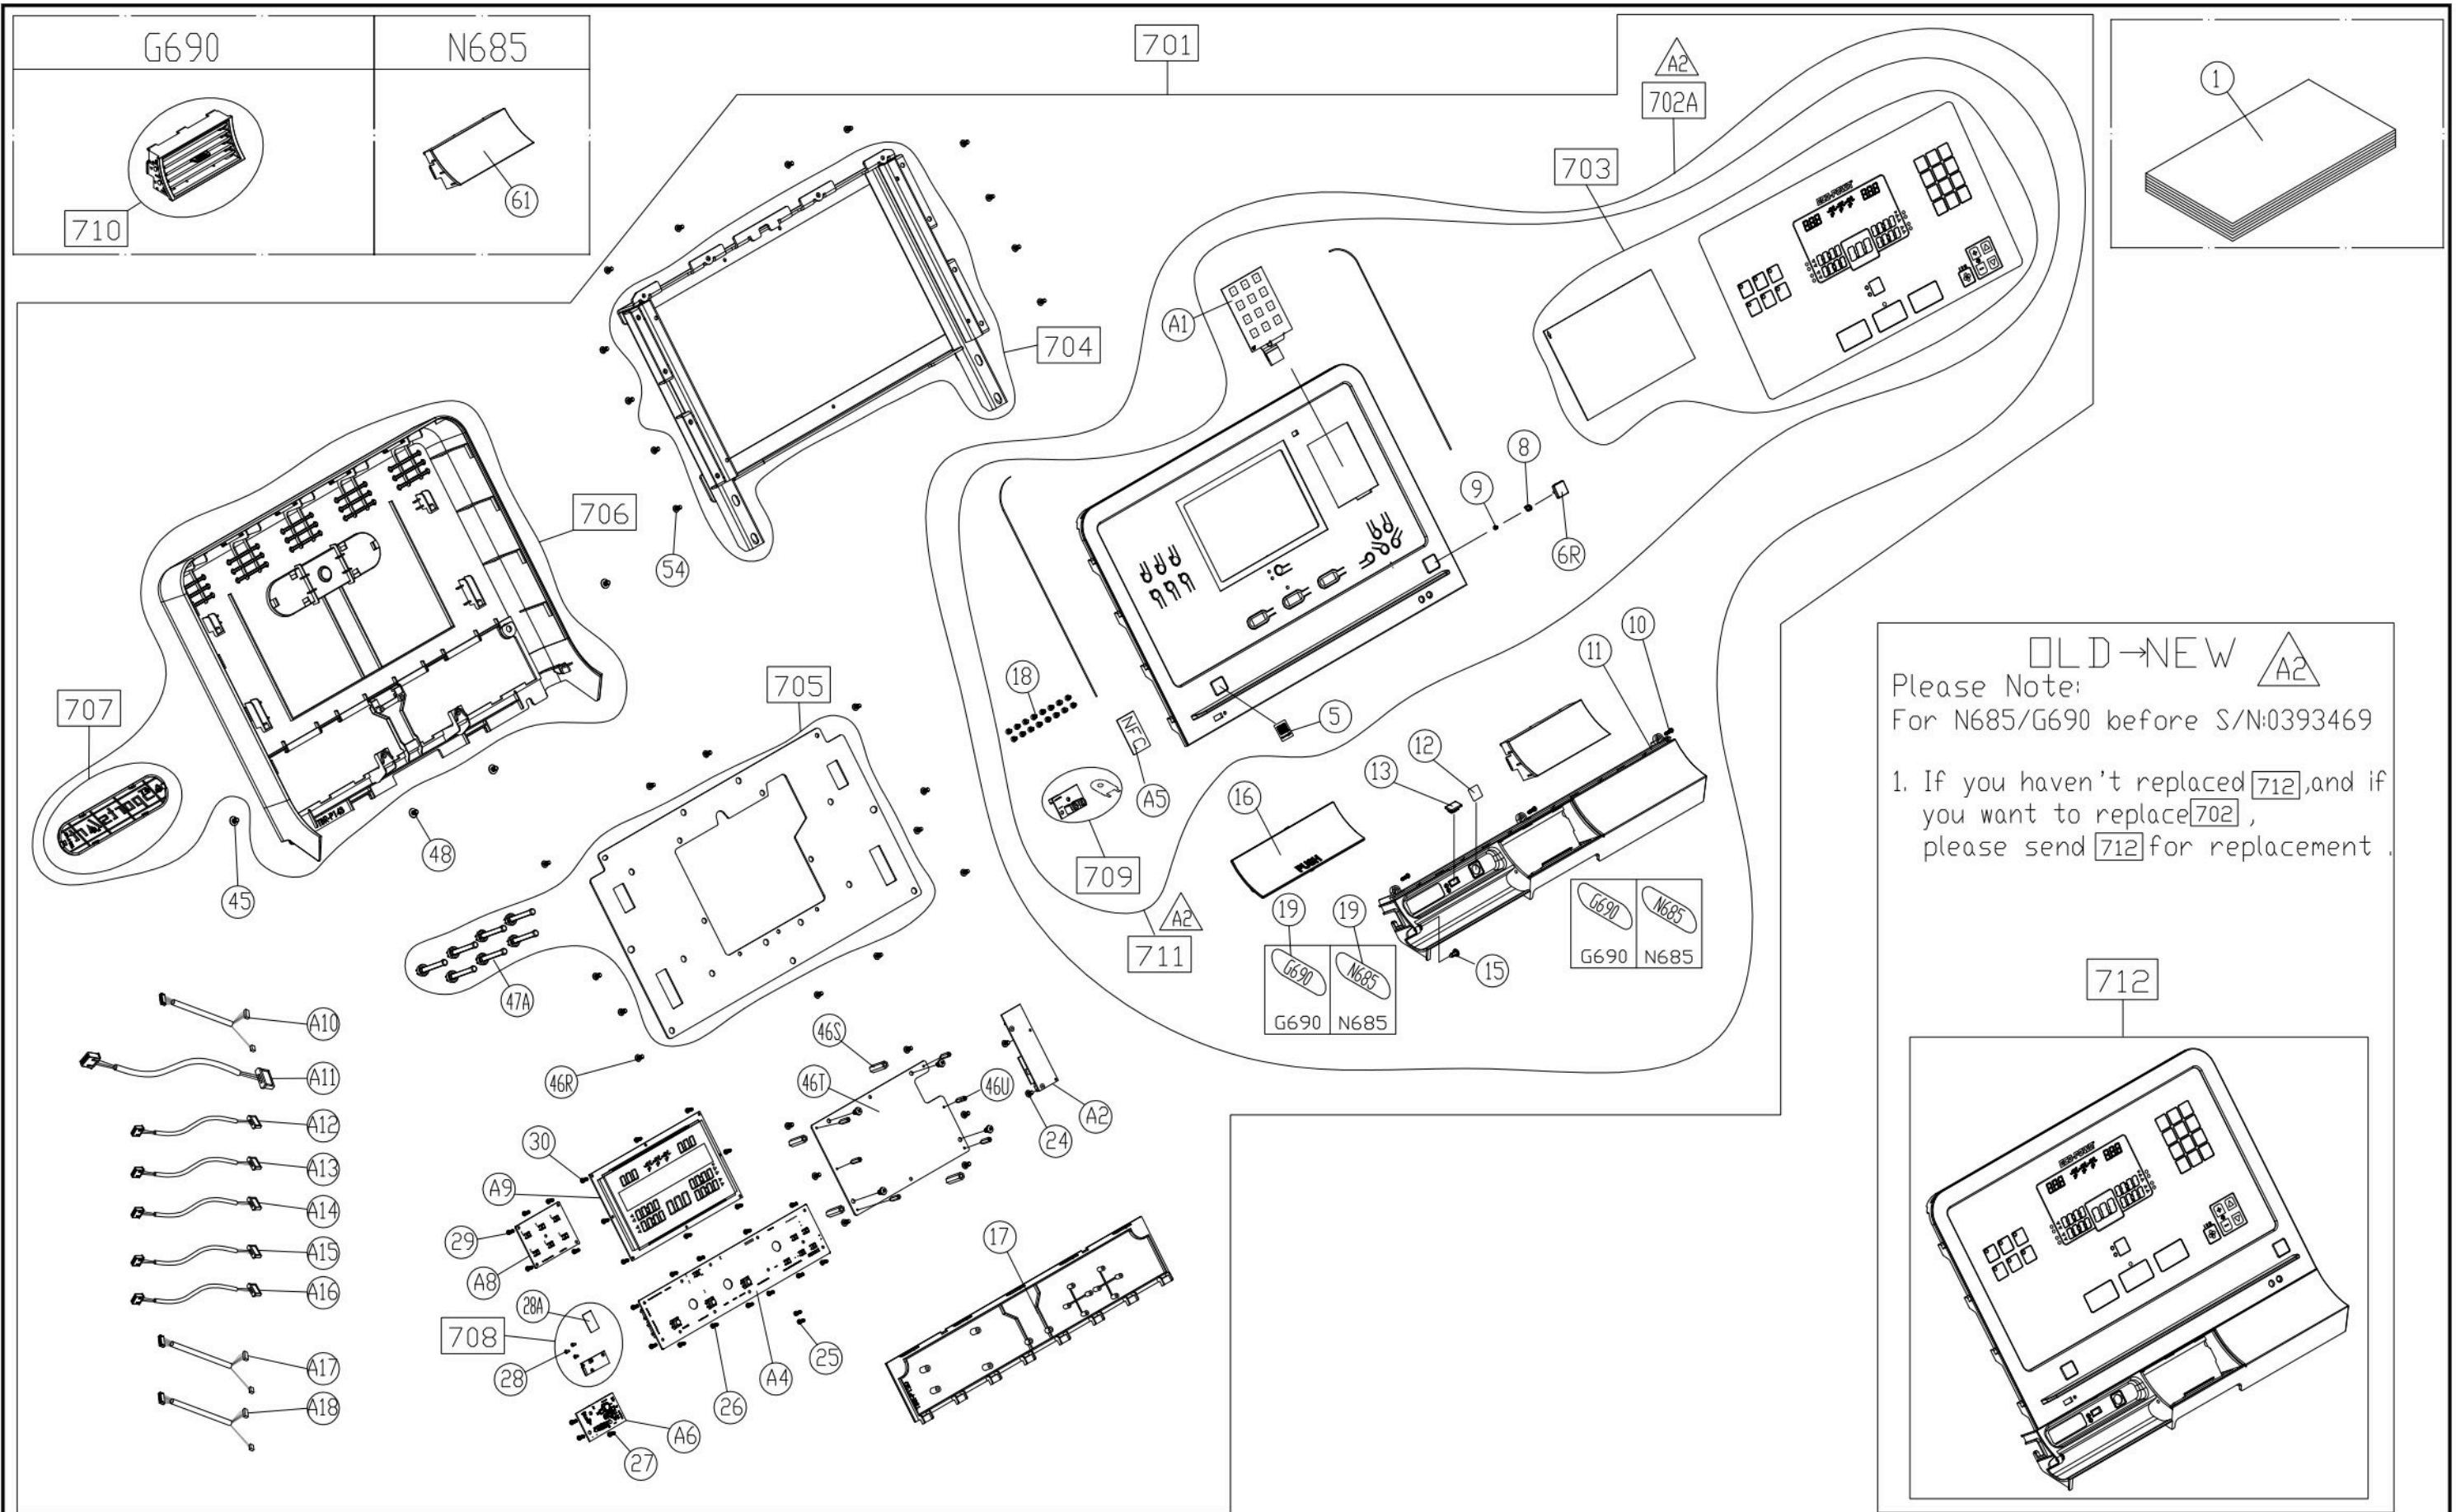 G690
N685
710
61
701
A2
702A
703
1
A1
704
8
9
6R
706
54
707
705
18
NFC
A5
709
5
10
11
12
13
16
PUSH
A2
711
19
19
G690
N685
G690 N685
15
G690
N685
G690 N685
48
45
47A
OLD→NEW A2
Please Note:
For N685/G690 before S/N:0393469
1. If you haven't replaced 712,and if
you want to replace 702 ,
please send 712 for replacement .
712
A10
A11
A12
A13
A14
A15
A16
A17
A18
46R
46S
46T
46U
A2
24
30
A9
29
A8
28A
708
28
A6
27
26
A4
25
17